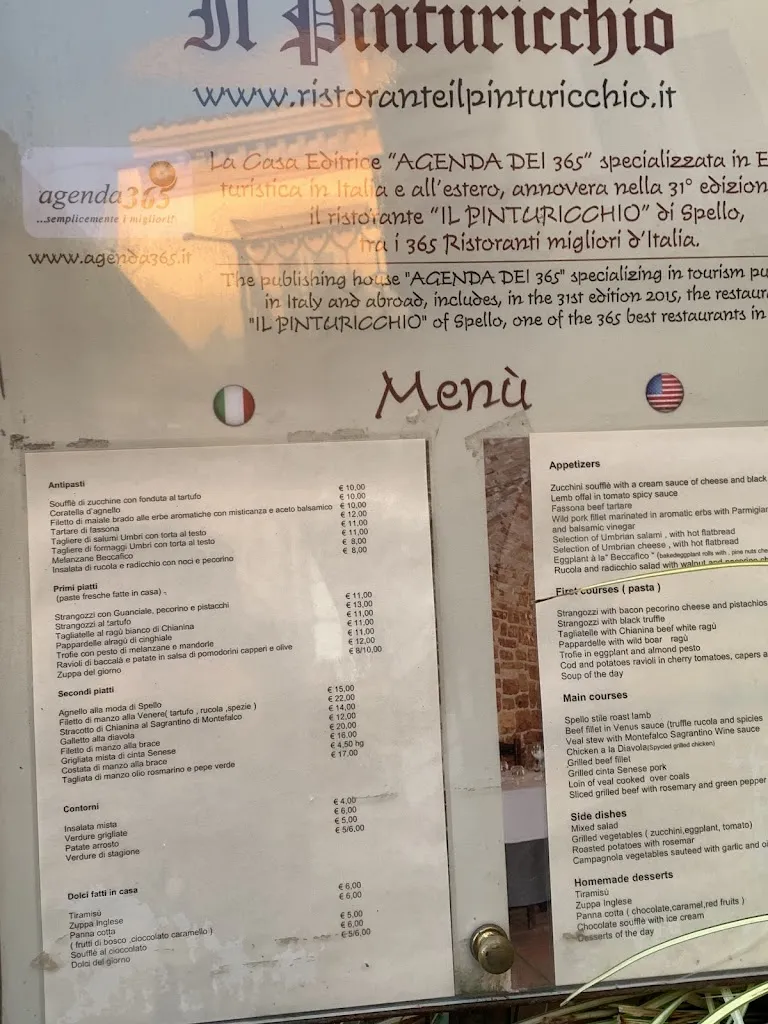 Il Pinturicchio
www.ristoranteilpinturicchio.it
agenda365
...semplicemente i migliori!
www.agenda365.it
La Casa Editrice "AGENDA DEI 365" specializzata in E
turistica in Italia e all'estero, annovera nella 31° edizion
il ristorante "IL PINTURICCHIO" di Spello,
tra i 365 Ristoranti migliori d'Italia.
The publishing house "AGENDA DEI 365" specializing in tourism pu
in Italy and abroad, includes, in the 31st edition 2015, the restaur
"IL PINTURICCHIO" of Spello, one of the 365 best restaurants in
Menù
Antipasti
Soufflè di zucchine con fonduta al tartufo € 10,00
Coratella d'agnello € 10,00
Filetto di maiale brado alle erbe aromatiche con misticanza e aceto balsamico € 10,00
Tartare di fassona € 12,00
Tagliere di salumi Umbri con torta al testo € 11,00
Tagliere di formaggi Umbri con torta al testo € 11,00
Melanzane Beccafico € 8,00
Insalata di rucola e radicchio con noci e pecorino € 8,00
Primi piatti
(paste fresche fatte in casa)
Strangozzi con Guanciale, pecorino e pistacchi € 11,00
Strangozzi al tartufo € 13,00
Tagliatelle al ragù bianco di Chianina € 11,00
Pappardelle alragù di cinghiale € 11,00
Trofie con pesto di melanzane e mandorle € 11,00
Ravioli di baccalà e patate in salsa di pomodorini capperi e olive € 12,00
Zuppa del giorno € 8/10,00
Secondi piatti
Agnello alla moda di Spello € 15,00
Filetto di manzo alla Venere( tartufo , rucola ,spezie ) € 22,00
Stracotto di Chianina al Sagrantino di Montefalco € 14,00
Galletto alla diavola € 12,00
Filetto di manzo alla brace € 20,00
Grigliata mista di cinta Senese € 16,00
Costata di manzo alla brace € 4,50 hg
Tagliata di manzo olio rosmarino e pepe verde € 17,00
Contorni
Insalata mista € 4,00
Verdure grigliate € 6,00
Patate arrosto € 5,00
Verdure di stagione € 5/6,00
Dolci fatti in casa
Tiramisù € 6,00
Zuppa Inglese € 6,00
Panna cotta € 5,00
( frutti di bosco ,cioccolato caramello )
Soufflè al cioccolato € 6,00
Dolci del giorno € 5/6,00
Appetizers
Zucchini soufflé with a cream sauce of cheese and black
Lemb offal in tomato spicy sauce
Fassona beef tartare
Wild pork fillet marinated in aromatic erbs with Parmigian
and balsamic vinegar
Selection of Umbrian salami , with hot flatbread
Selection of Umbrian cheese , with hot flatbread
Eggplant à la" Beccafico " (bakedeggplant rolls with , pine nuts che
Rucola and radicchio salad with walnut and pecorino ch
First courses ( pasta )
Strangozzi with bacon pecorino cheese and pistachios
Strangozzi with black truffle
Tagliatelle with Chianina beef white ragù
Pappardelle with wild boar ragù
Trofie in eggplant and almond pesto
Cod and potatoes ravioli in cherry tomatoes, capers a
Soup of the day
Main courses
Spello stile roast lamb
Beef fillet in Venus sauce (truffle rucola and spicies
Veal stew with Montefalco Sagrantino Wine sauce
Chicken a la Diavola(Spycied grilled chicken)
Grilled beef fillet
Grilled cinta Senese pork
Loin of veal cooked over coals
Sliced grilled beef with rosemary and green pepper
Side dishes
Mixed salad
Grilled vegetables ( zucchini,eggplant, tomato)
Roasted potatoes with rosemar
Campagnola vegetables sauteed with garlic and oi
Homemade desserts
Tiramisù
Zuppa Inglese
Panna cotta ( chocolate,caramel,red fruits )
Chocolate soufflè with ice cream
Desserts of the day